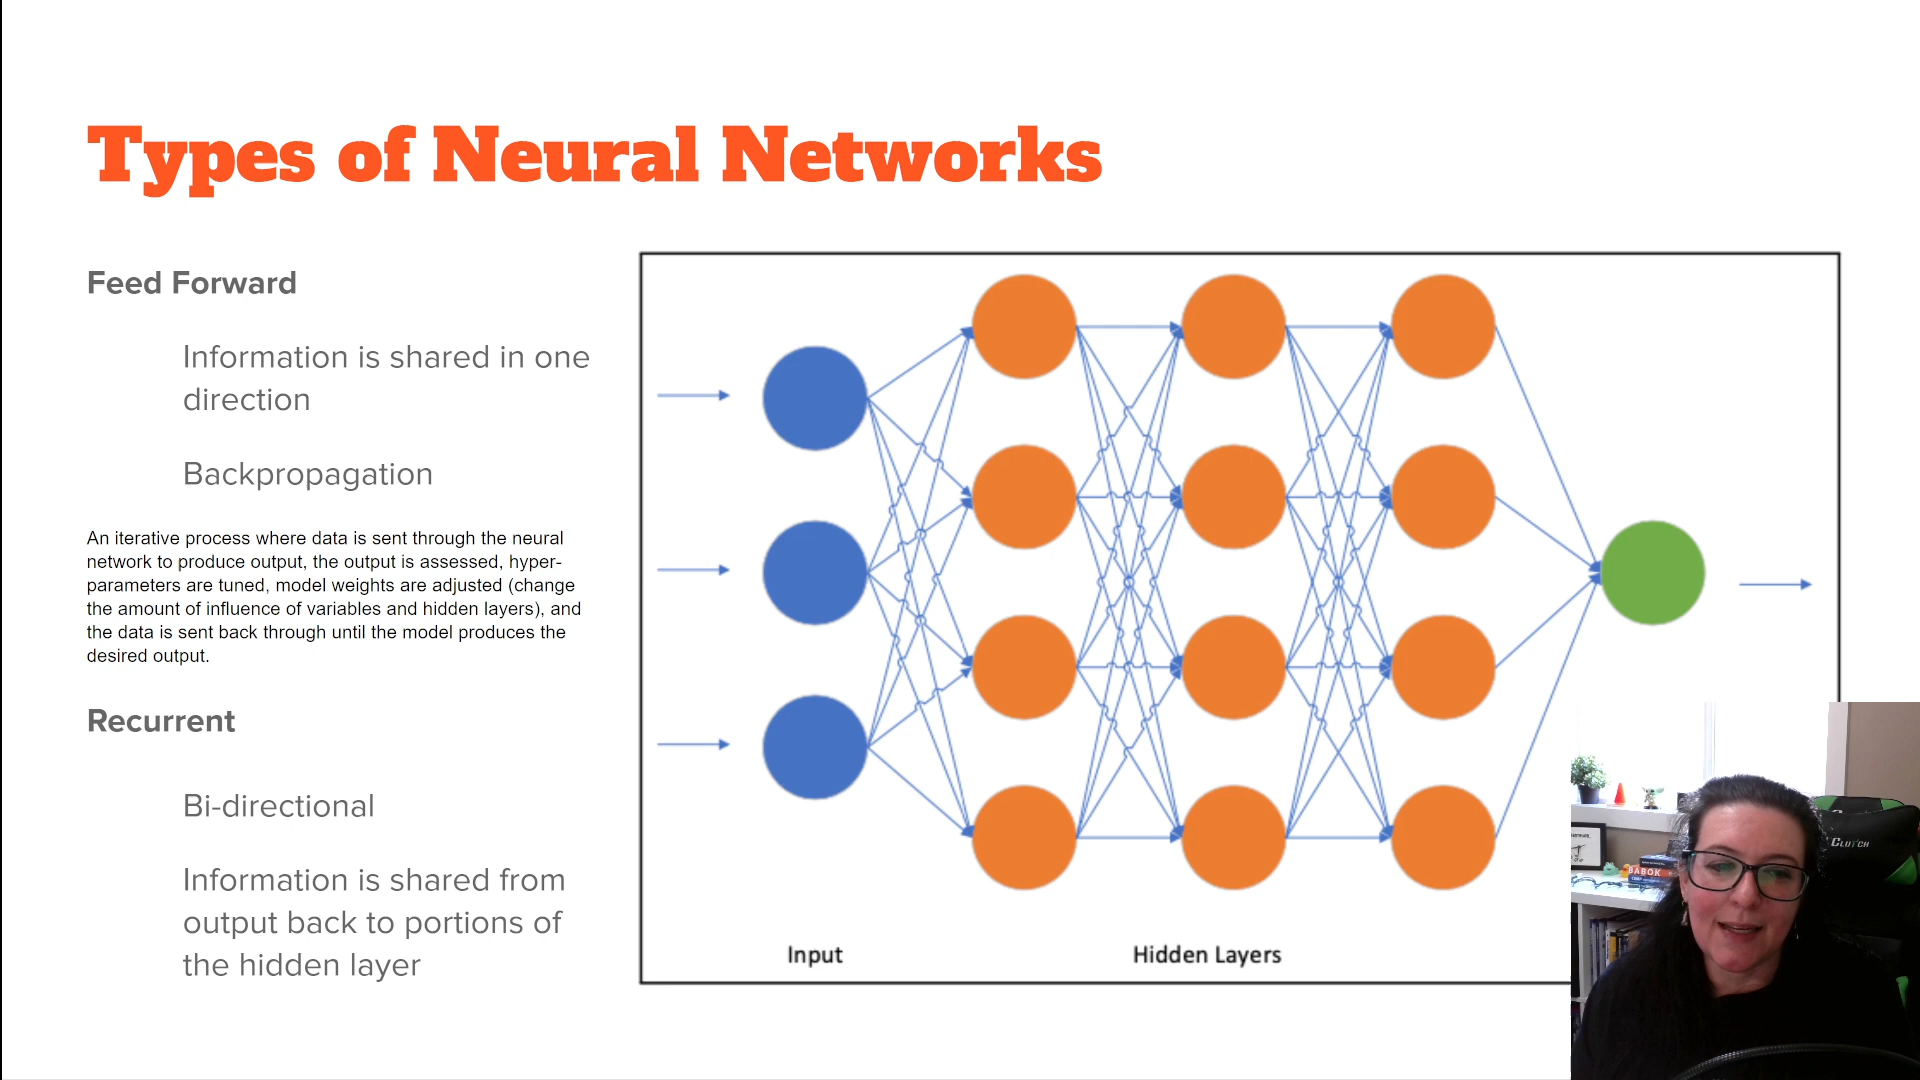 Types of Neural Networks
Feed Forward
Information is shared in one
direction
Backpropagation
An iterative process where data is sent through the neural
network to produce output, the output is assessed, hyper-
parameters are tuned, model weights are adjusted (change
the amount of influence of variables and hidden layers), and
the data is sent back through until the model produces the
desired output.
Recurrent
Bi-directional
Information is shared from
output back to portions of
the hidden layer
Input
Hidden Layers
CLUTCH
BABOK